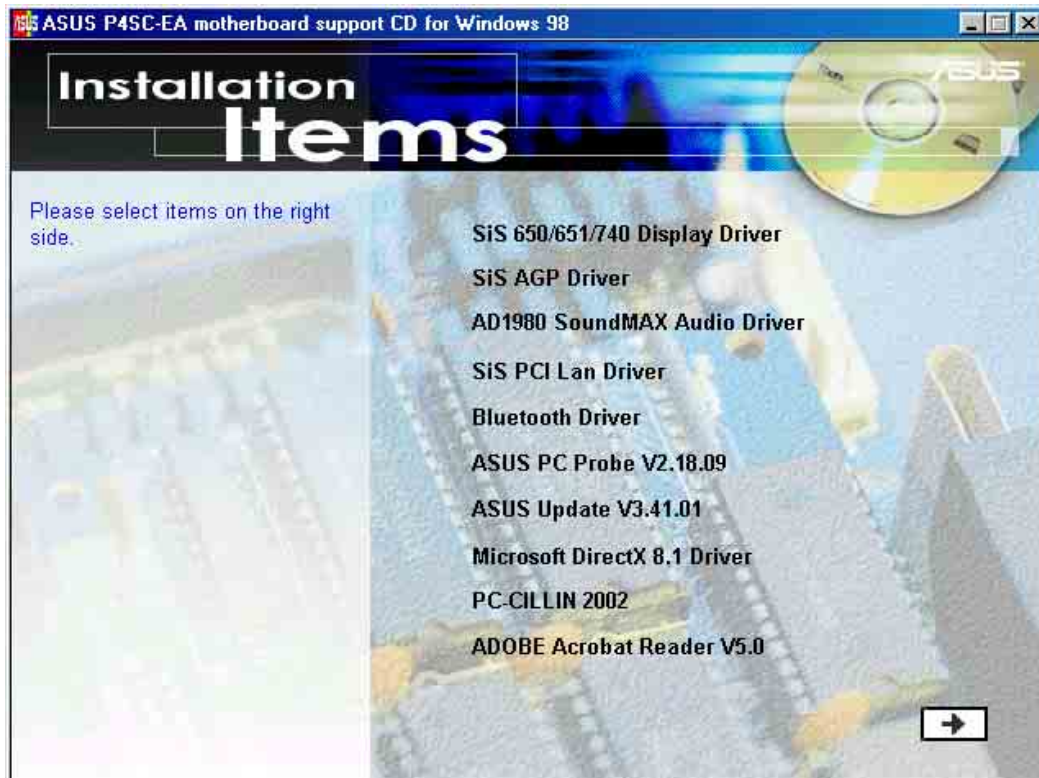 ASUS P4SC-EA motherboard support CD for Windows 98
Installation
Items
ASUS
Please select items on the right
side.
SiS 650/651/740 Display Driver
SiS AGP Driver
AD1980 SoundMAX Audio Driver
SiS PCI Lan Driver
Bluetooth Driver
ASUS PC Probe V2.18.09
ASUS Update V3.41.01
Microsoft DirectX 8.1 Driver
PC-CILLIN 2002
ADOBE Acrobat Reader V5.0